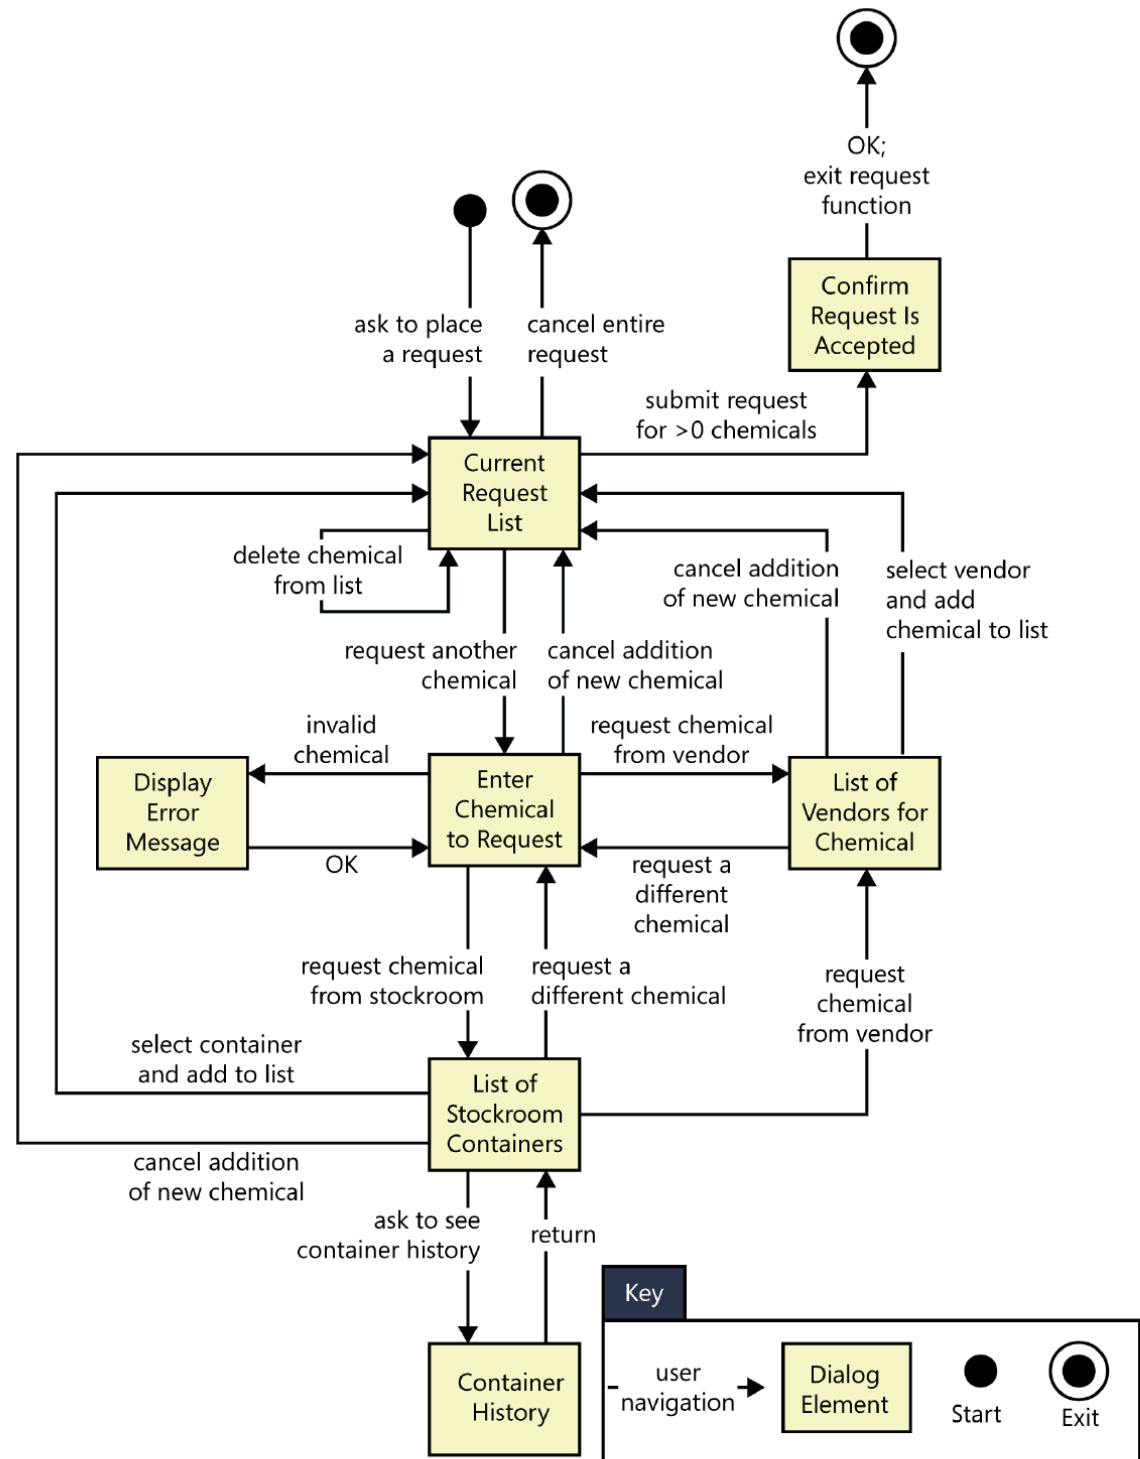 OK;
exit request
function
Confirm
Request Is
Accepted
ask to place
a request
cancel entire
request
submit request
for >0 chemicals
Current
Request
List
delete chemical
from list
cancel addition
of new chemical
select vendor
and add
chemical to list
request another
chemical
cancel addition
of new chemical
invalid
chemical
request chemical
from vendor
Display
Error
Message
Enter
Chemical
to Request
List of
Vendors for
Chemical
OK
request a
different
chemical
request chemical
from stockroom
request a
different chemical
request
chemical
from vendor
select container
and add to list
List of
Stockroom
Containers
cancel addition
of new chemical
ask to see
container history
return
Container
History
Key
user
navigation
Dialog
Element
Start
Exit